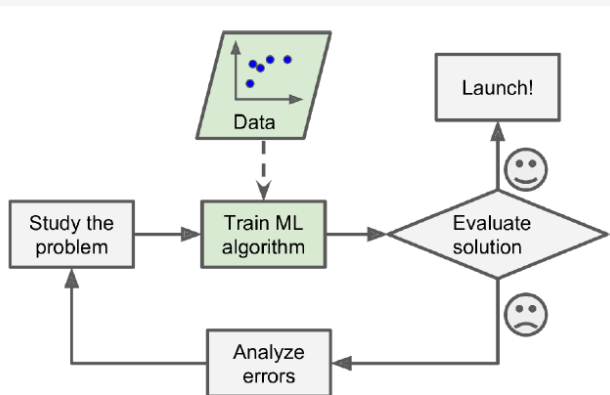 Data
Launch!
Study the
problem
Train ML
algorithm
Evaluate
solution
Analyze
errors